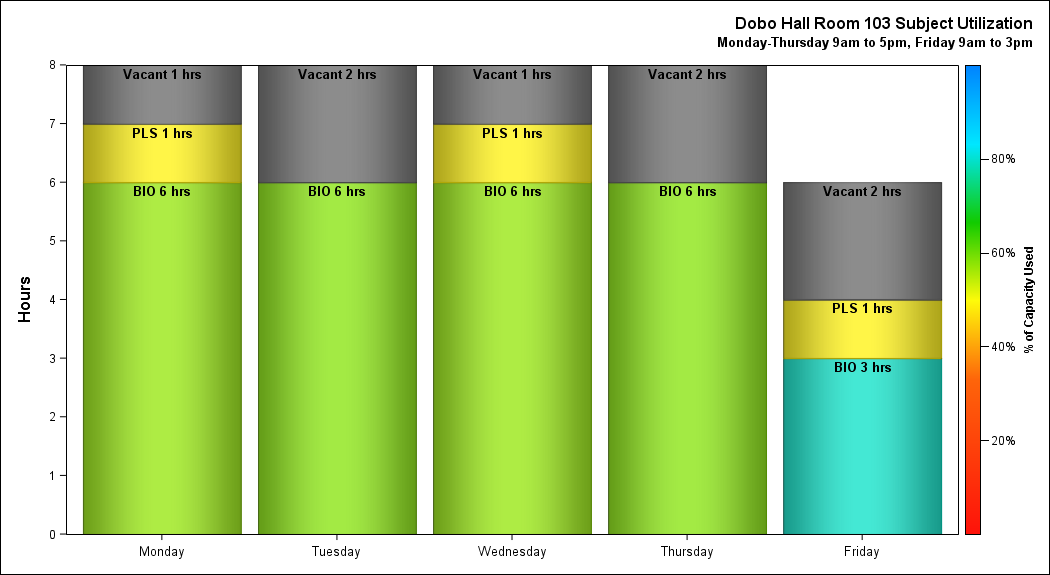 Dobo Hall Room 103 Subject Utilization
Monday-Thursday 9am to 5pm, Friday 9am to 3pm
Hours
8
7
6
5
4
3
2
1
0
Vacant 1 hrs
PLS 1 hrs
BIO 6 hrs
Vacant 2 hrs
BIO 6 hrs
Vacant 1 hrs
PLS 1 hrs
BIO 6 hrs
Vacant 2 hrs
BIO 6 hrs
Vacant 2 hrs
PLS 1 hrs
BIO 3 hrs
Monday
Tuesday
Wednesday
Thursday
Friday
80%
60%
40%
20%
% of Capacity Used